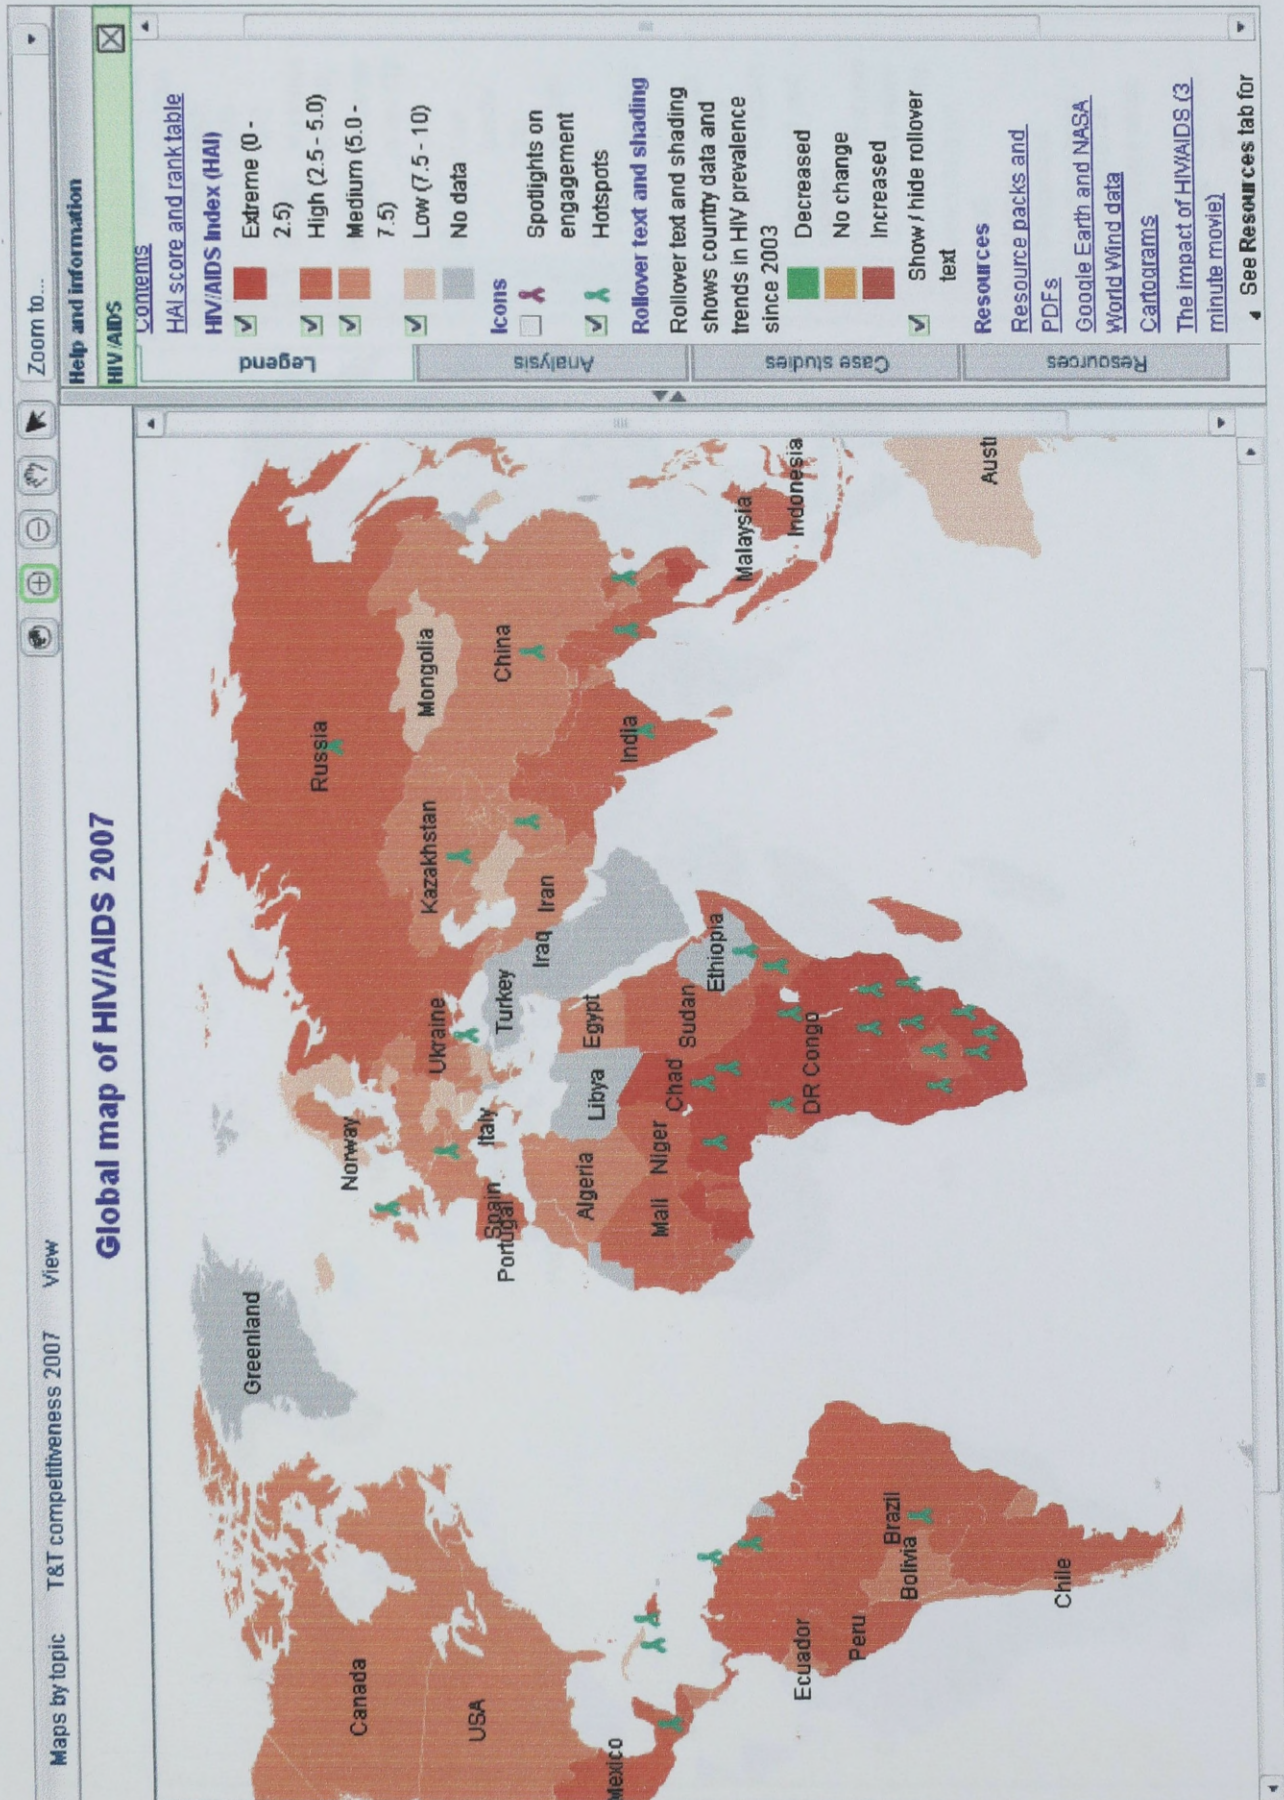 Maps by topic
T&T competitiveness 2007
View
Zoom to...
Global map of HIV/AIDS 2007
Help and information
HIV/AIDS
Legend
Analysis
Case studies
Resources
Contents
HAI score and rank table
HIV/AIDS Index (HAI)
Extreme (0 -
2.5)
High (2.5 - 5.0)
Medium (5.0 -
7.5)
Low (7.5 - 10)
No data
Icons
Spotlights on
engagement
Hotspots
Rollover text and shading
Rollover text and shading
shows country data and
trends in HIV prevalence
since 2003
Decreased
No change
Increased
Show / hide rollover
text
Resources
Resource packs and
PDFs
Google Earth and NASA
World Wind data
Cartograms
The impact of HIV/AIDS (3
minute movie)
See Resources tab for
Greenland
Russia
Norway
Canada
Kazakhstan
Mongolia
Ukraine
USA
Italy
Turkey
China
Spain
Portugal
Iraq
Iran
Algeria
Libya
Egypt
Mexico
India
Mali
Niger
Chad
Sudan
Ethiopia
Malaysia
Indonesia
Ecuador
DR Congo
Peru
Brazil
Bolivia
Austi
Chile